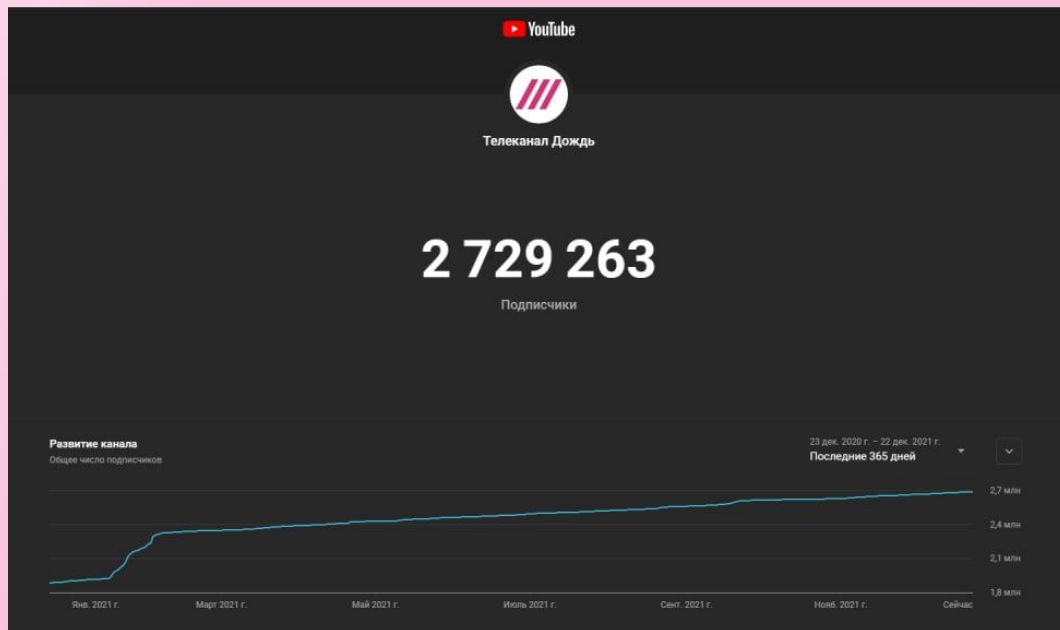 YouTube
Телеканал Дождь
2 729 263
Подписчики
Развитие канала
Общее число подписчиков
23 дек. 2020 г. – 22 дек. 2021 г.
Последние 365 дней
2,7 млн
2,4 млн
2,1 млн
1,8 млн
Янв. 2021 г. Март 2021 г. Май 2021 г. Июль 2021 г. Сент. 2021 г. Нояб. 2021 г. Сейчас